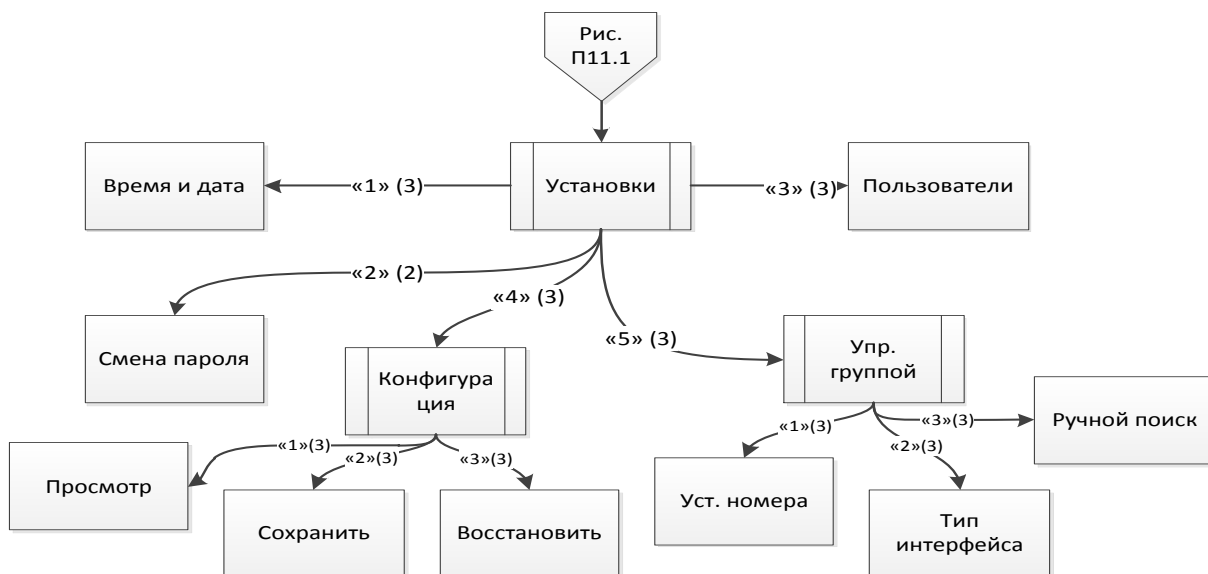 Рис.
П11.1
Время и дата
«1» (3)
Установки
«3» (3)
Пользователи
«2» (2)
«4» (3)
«5» (3)
Смена пароля
Конфигура
ция
Упр.
группой
«1»(3)
«2»(3)
«3»(3)
«1»(3)
«2»(3)
«3»(3)
Ручной поиск
Просмотр
Сохранить
Восстановить
Уст. номера
Тип
интерфейса